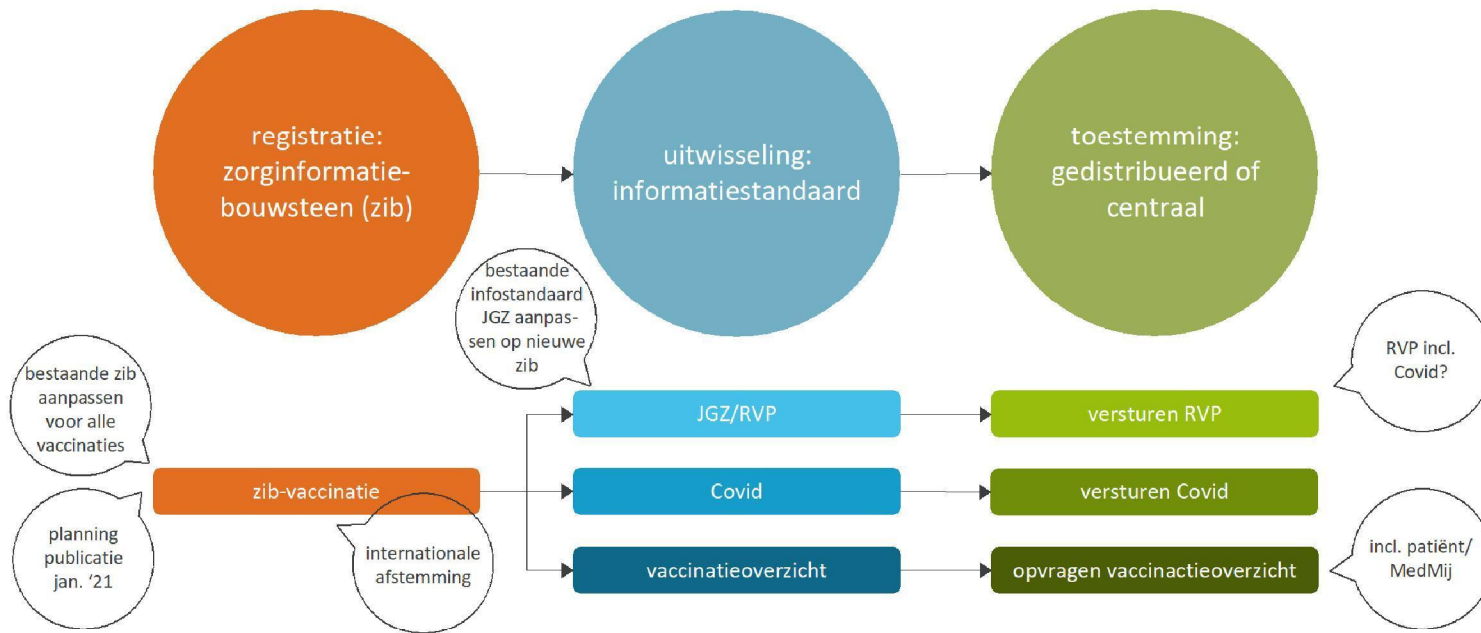 registratie:
zorginformatie-
bouwsteen (zib)
uitwisseling:
informatiestandaard
toestemming:
gedistribueerd of
centraal
bestaande
infostandaard
JGZ aanpas-
sen op nieuwe
zib
RVP incl.
Covid?
bestaande zib
aanpassen
voor alle
vaccinaties
JGZ/RVP
versturen RVP
zib-vaccinatie
Covid
versturen Covid
planning
publicatie
jan. ‘21
internationale
afstemming
vaccinatieoverzicht
opvragen vaccinactieoverzicht
incl. patiënt/
MedMij